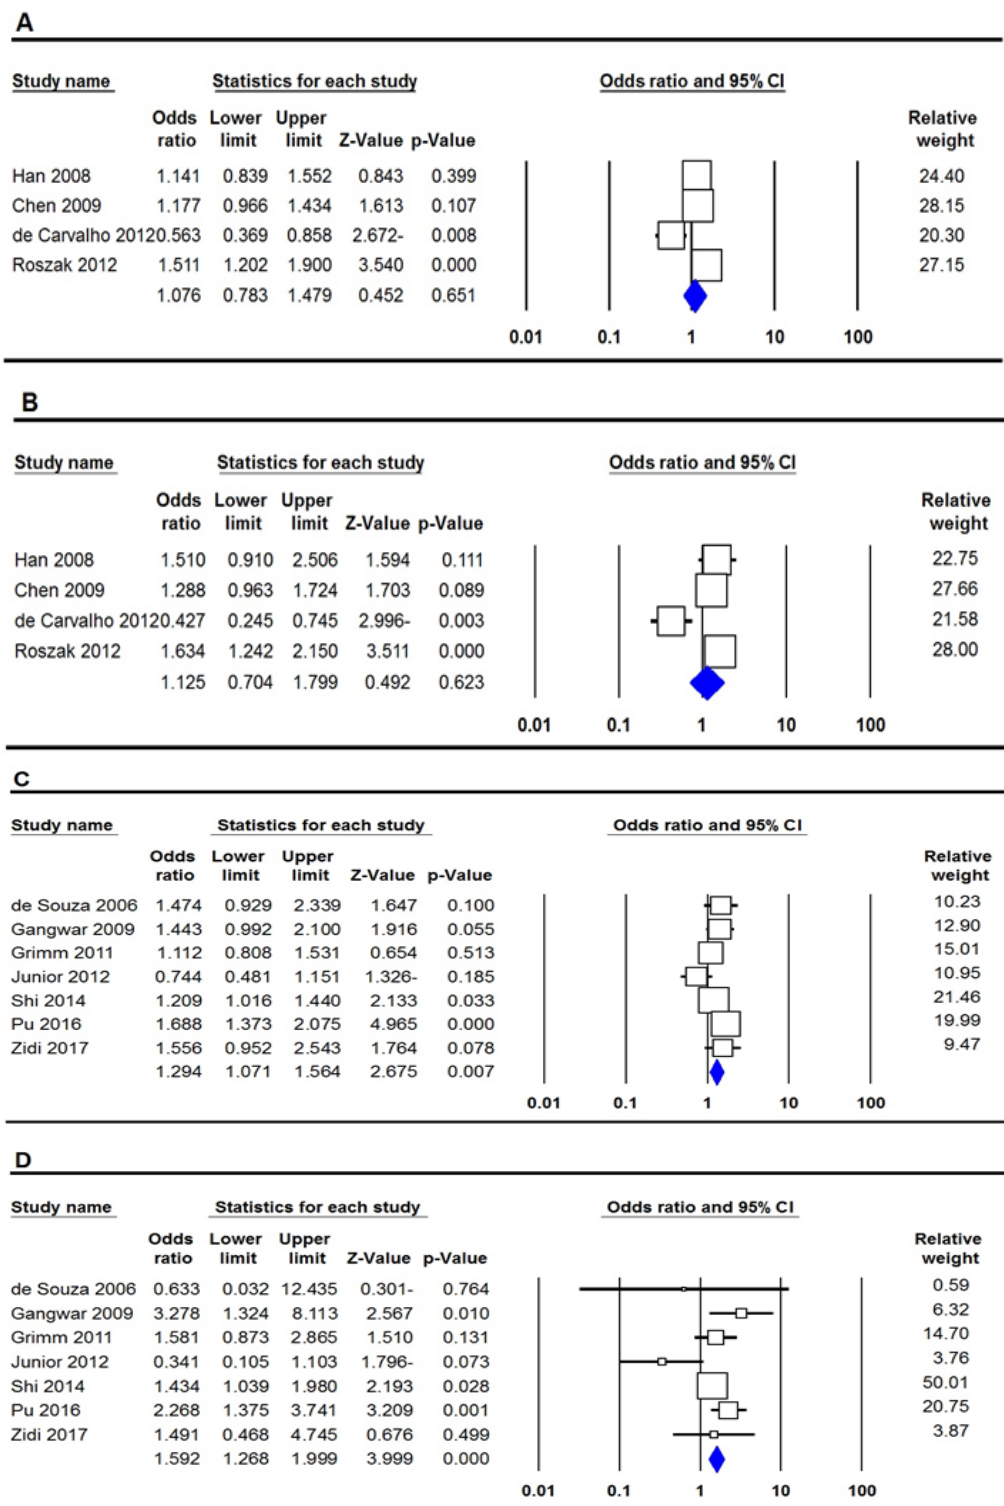 A
Study name Statistics for each study Odds ratio and 95% CI
Odds Lower Upper Relative
ratio limit limit Z-Value p-Value weight
Han 2008 1.141 0.839 1.552 0.843 0.399 24.40
Chen 2009 1.177 0.966 1.434 1.613 0.107 28.15
de Carvalho 20120.563 0.369 0.858 2.672- 0.008 20.30
Roszak 2012 1.511 1.202 1.900 3.540 0.000 27.15
1.076 0.783 1.479 0.452 0.651
0.01 0.1 1 10 100
B
Study name Statistics for each study Odds ratio and 95% CI
Odds Lower Upper Relative
ratio limit limit Z-Value p-Value weight
Han 2008 1.510 0.910 2.506 1.594 0.111 22.75
Chen 2009 1.288 0.963 1.724 1.703 0.089 27.66
de Carvalho 20120.427 0.245 0.745 2.996- 0.003 21.58
Roszak 2012 1.634 1.242 2.150 3.511 0.000 28.00
1.125 0.704 1.799 0.492 0.623
0.01 0.1 1 10 100
C
Study name Statistics for each study Odds ratio and 95% CI
Odds Lower Upper Relative
ratio limit limit Z-Value p-Value weight
de Souza 2006 1.474 0.929 2.339 1.647 0.100 10.23
Gangwar 2009 1.443 0.992 2.100 1.916 0.055 12.90
Grimm 2011 1.112 0.808 1.531 0.654 0.513 15.01
Junior 2012 0.744 0.481 1.151 1.326- 0.185 10.95
Shi 2014 1.209 1.016 1.440 2.133 0.033 21.46
Pu 2016 1.688 1.373 2.075 4.965 0.000 19.99
Zidi 2017 1.556 0.952 2.543 1.764 0.078 9.47
1.294 1.071 1.564 2.675 0.007
0.01 0.1 1 10 100
D
Study name Statistics for each study Odds ratio and 95% CI
Odds Lower Upper Relative
ratio limit limit Z-Value p-Value weight
de Souza 2006 0.633 0.032 12.435 0.301- 0.764 0.59
Gangwar 2009 3.278 1.324 8.113 2.567 0.010 6.32
Grimm 2011 1.581 0.873 2.865 1.510 0.131 14.70
Junior 2012 0.341 0.105 1.103 1.796- 0.073 3.76
Shi 2014 1.434 1.039 1.980 2.193 0.028 50.01
Pu 2016 2.268 1.375 3.741 3.209 0.001 20.75
Zidi 2017 1.491 0.468 4.745 0.676 0.499 3.87
1.592 1.268 1.999 3.999 0.000
0.01 0.1 1 10 100